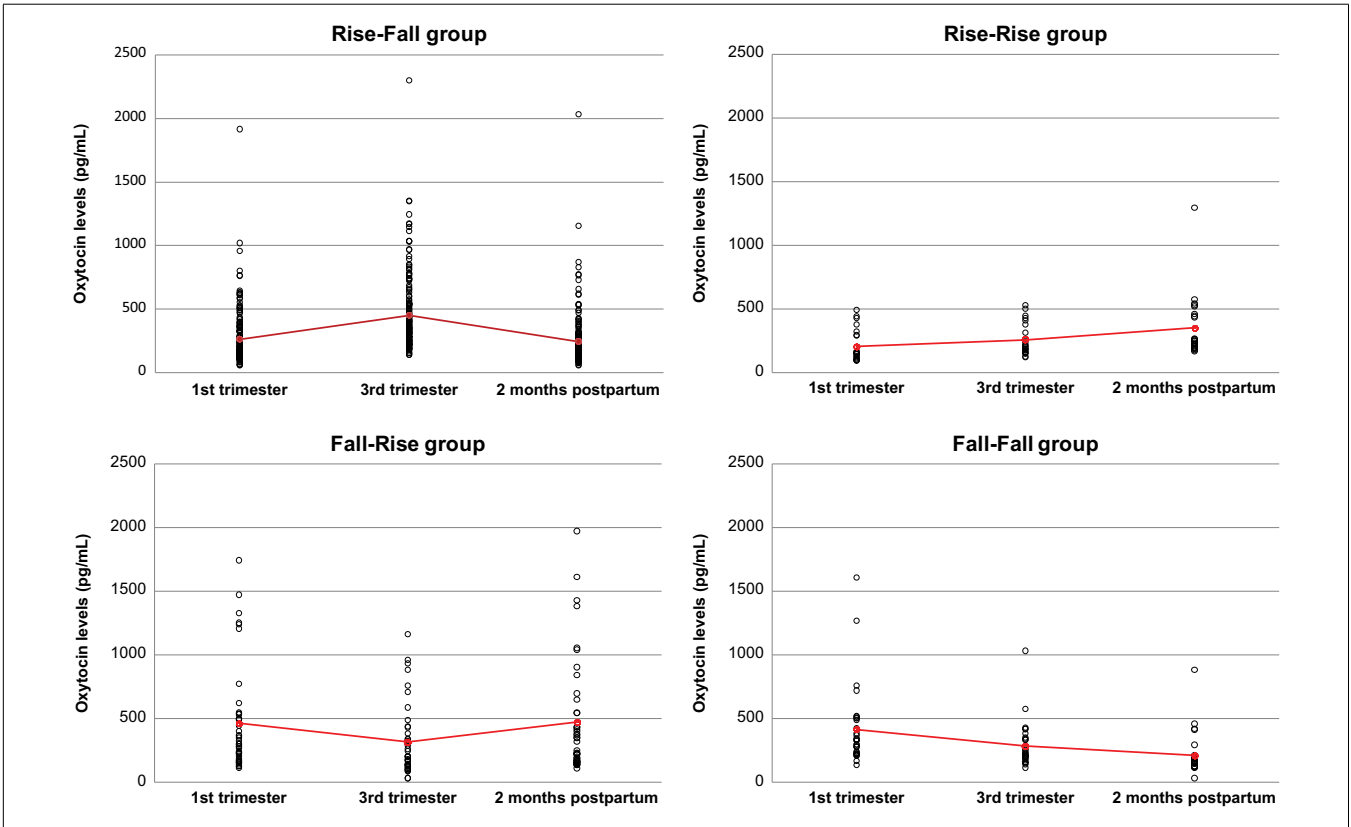 Rise-Fall group
Oxytocin levels (pg/mL)
2500
2000
1500
1000
500
0
1st trimester 3rd trimester 2 months postpartum
Rise-Rise group
Oxytocin levels (pg/mL)
2500
2000
1500
1000
500
0
1st trimester 3rd trimester 2 months postpartum
Fall-Rise group
Oxytocin levels (pg/mL)
2500
2000
1500
1000
500
0
1st trimester 3rd trimester 2 months postpartum
Fall-Fall group
Oxytocin levels (pg/mL)
2500
2000
1500
1000
500
0
1st trimester 3rd trimester 2 months postpartum